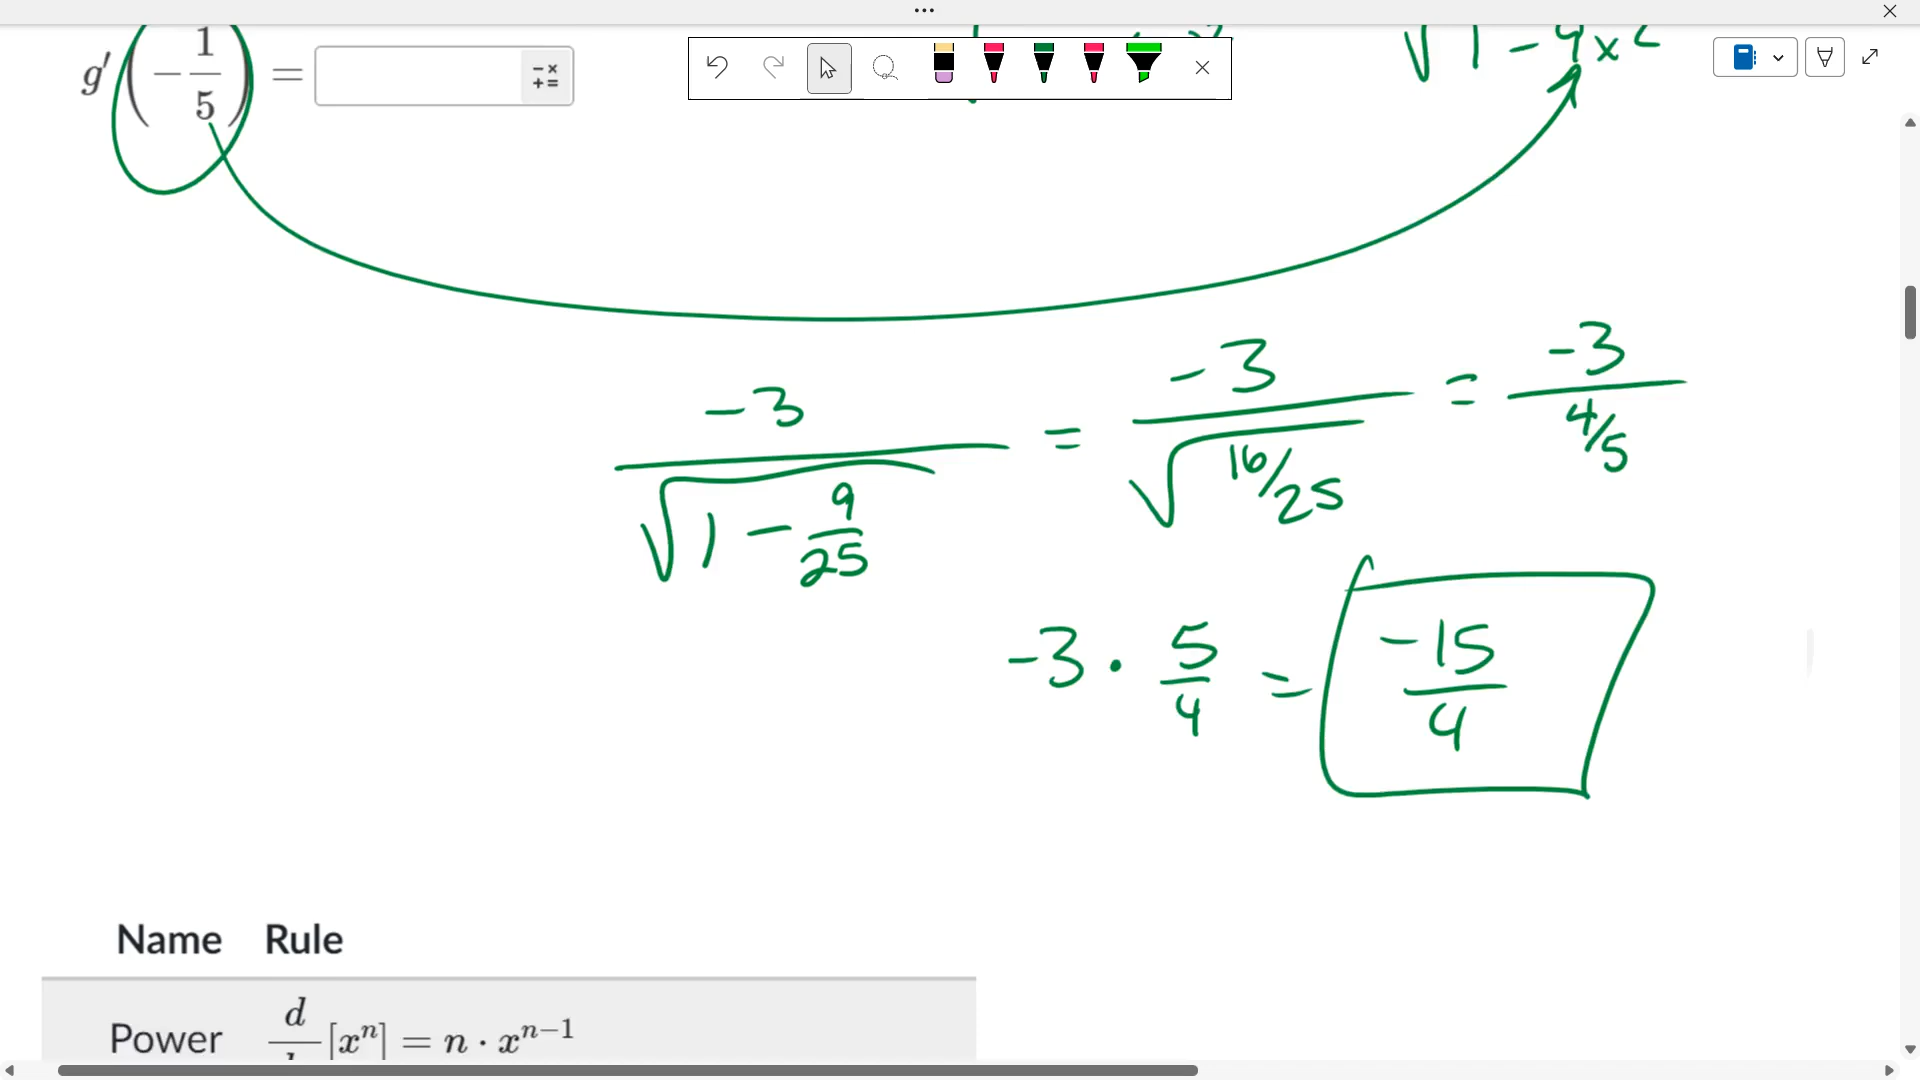 g′(−1/5) =
√1 − 9x²
−3/√(1 − 9/25) = −3/√(16/25) = −3/(4/5)
−3 · 5/4 = −15/4
Name Rule
Power d/d [xⁿ] = n · xⁿ⁻¹